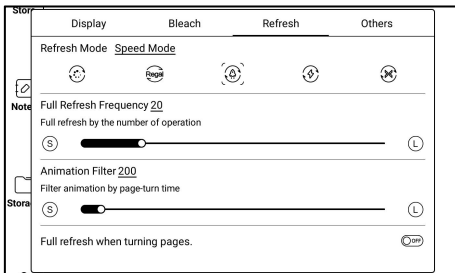 Store
Display Bleach Refresh Others
Refresh Mode Speed Mode
Regal
Note
Full Refresh Frequency 20
Full refresh by the number of operation
S L
Animation Filter 200
Filter animation by page-turn time
Stora
S L
Full refresh when turning pages. OFF